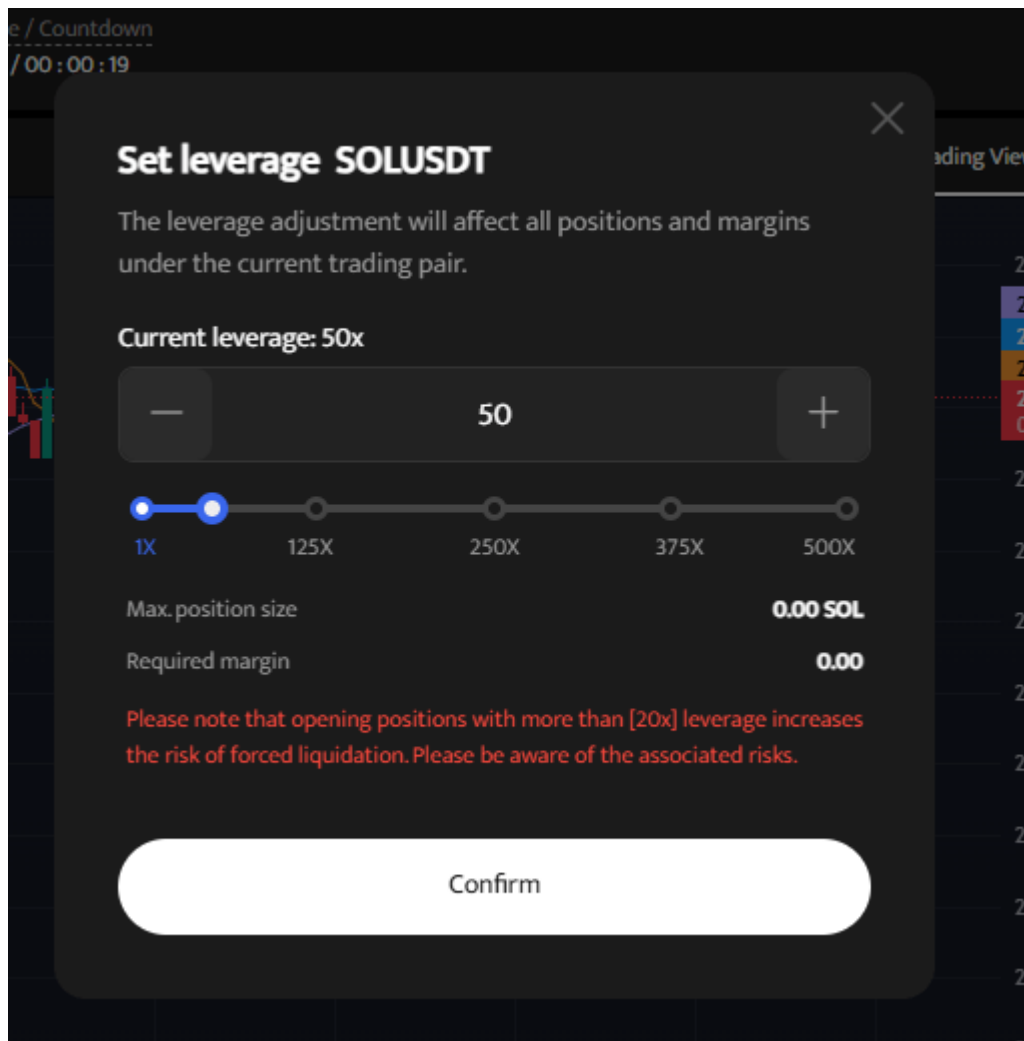 e / Countdown
/ 00 : 00 : 19
Set leverage SOLUSDT
ading View
The leverage adjustment will affect all positions and margins
under the current trading pair.
Current leverage: 50x
50
1X 125X 250X 375X 500X
Max. position size 0.00 SOL
Required margin 0.00
Please note that opening positions with more than [20x] leverage increases
the risk of forced liquidation. Please be aware of the associated risks.
Confirm